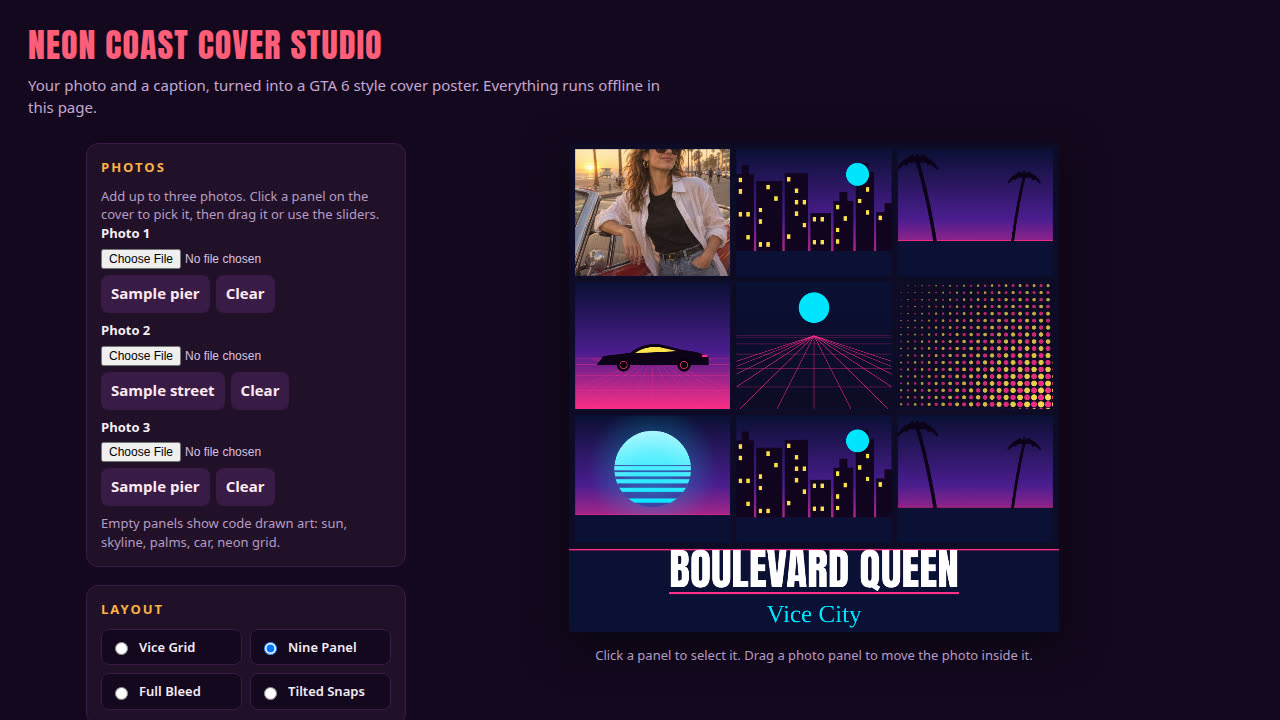 NEON COAST COVER STUDIO
Your photo and a caption, turned into a GTA 6 style cover poster. Everything runs offline in
this page.
PHOTOS
Add up to three photos. Click a panel on the
cover to pick it, then drag it or use the sliders.
Photo 1
Choose File No file chosen
Sample pier Clear
Photo 2
Choose File No file chosen
Sample street Clear
Photo 3
Choose File No file chosen
Sample pier Clear
Empty panels show code drawn art: sun,
skyline, palms, car, neon grid.
LAYOUT
Vice Grid Nine Panel
Full Bleed Tilted Snaps
BOULEVARD QUEEN
Vice City
Click a panel to select it. Drag a photo panel to move the photo inside it.